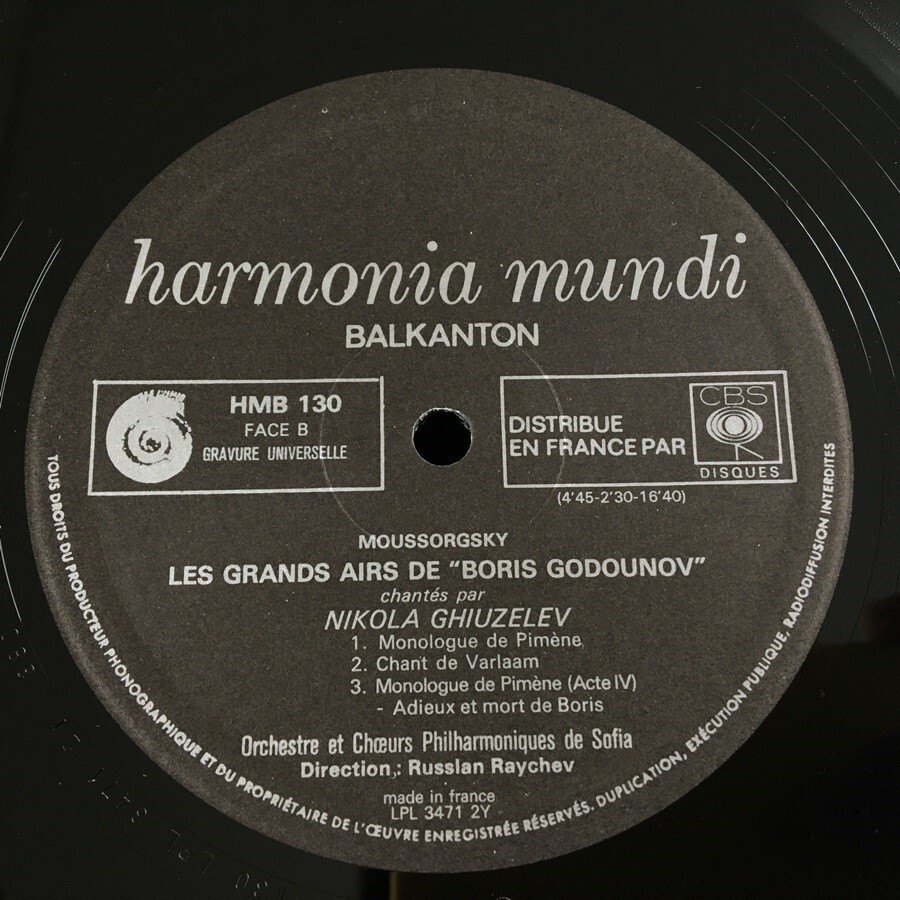 harmonia mundi
BALKANTON
HMB 130
FACE B
GRAVURE UNIVERSELLE
DISTRIBUE
EN FRANCE PAR
CBS
DISQUES
(4'45-2'30-16'40)
MOUSSORGSKY
LES GRANDS AIRS DE "BORIS GODOUNOV"
chantés par
NIKOLA GHIUZELEV
1. Monologue de Pimène
2. Chant de Varlaam
3. Monologue de Pimène (Acte IV)
- Adieux et mort de Boris
Orchestre et Chœurs Philharmoniques de Sofia
Direction : Russlan Raychev
made in france
LPL 3471 2Y
TOUS DROITS DU PRODUCTEUR PHONOGRAPHIQUE ET DU PROPRIÉTAIRE DE L'ŒUVRE ENREGISTRÉE RÉSERVÉS. DUPLICATION, EXÉCUTION PUBLIQUE, RADIODIFFUSION INTERDITES